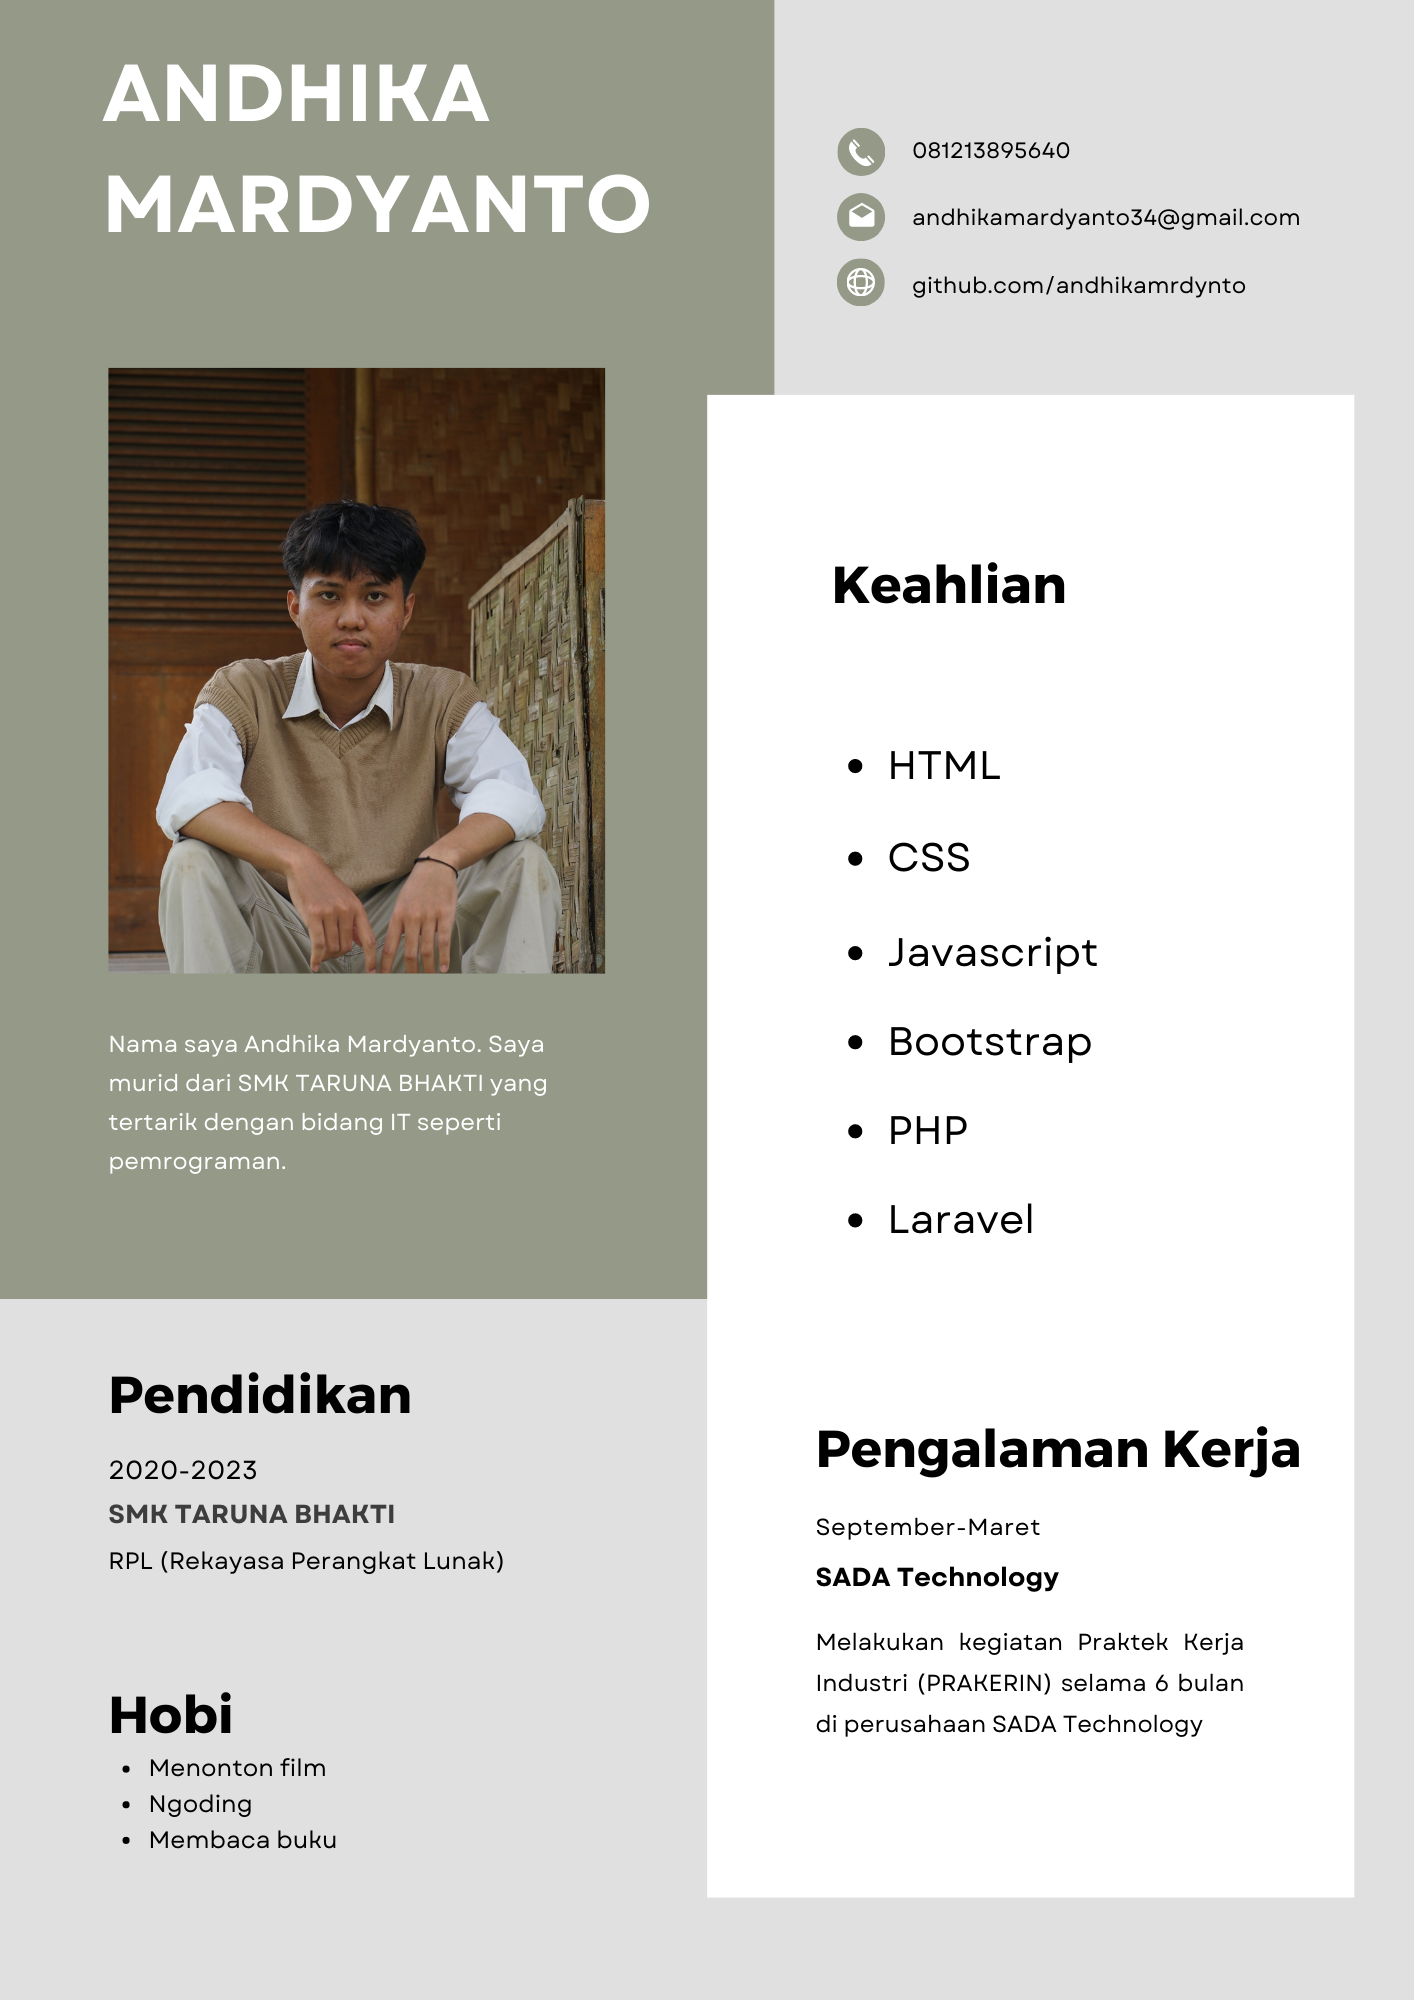 ANDHIKA
MARDYANTO
081213895640
andhikamardyanto34@gmail.com
github.com/andhikamrdynto
Nama saya Andhika Mardyanto. Saya
murid dari SMK TARUNA BHAKTI yang
tertarik dengan bidang IT seperti
pemrograman.
Pendidikan
2020-2023
SMK TARUNA BHAKTI
RPL (Rekayasa Perangkat Lunak)
Hobi
• Menonton film
• Ngoding
• Membaca buku
Keahlian
• HTML
• CSS
• Javascript
• Bootstrap
• PHP
• Laravel
Pengalaman Kerja
September-Maret
SADA Technology
Melakukan kegiatan Praktek Kerja
Industri (PRAKERIN) selama 6 bulan
di perusahaan SADA Technology